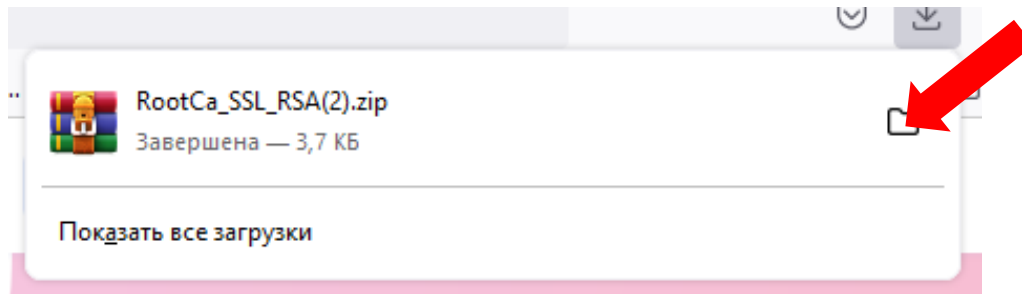 RootCa_SSL_RSA(2).zip
Завершена — 3,7 КБ
Показать все загрузки